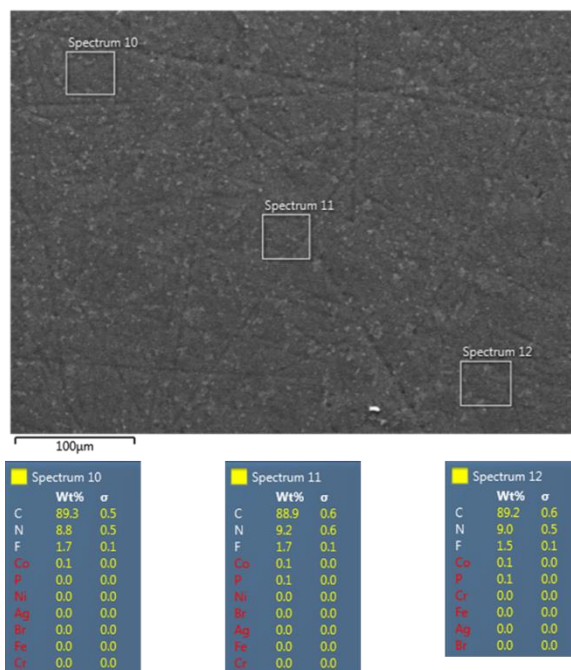 Spectrum 10
Spectrum 11
Spectrum 12
100μm
Spectrum 10
Wt% σ
C 89.3 0.5
N 8.8 0.5
F 1.7 0.1
Co 0.1 0.0
P 0.0 0.0
Ni 0.0 0.0
Ag 0.0 0.0
Br 0.0 0.0
Fe 0.0 0.0
Cr 0.0 0.0
Spectrum 11
Wt% σ
C 88.9 0.6
N 9.2 0.6
F 1.7 0.1
Co 0.1 0.0
P 0.1 0.0
Ni 0.0 0.0
Br 0.0 0.0
Ag 0.0 0.0
Fe 0.0 0.0
Cr 0.0 0.0
Spectrum 12
Wt% σ
C 89.2 0.6
N 9.0 0.5
F 1.5 0.1
Co 0.1 0.0
P 0.1 0.0
Cr 0.0 0.0
Fe 0.0 0.0
Ag 0.0 0.0
Br 0.0 0.0